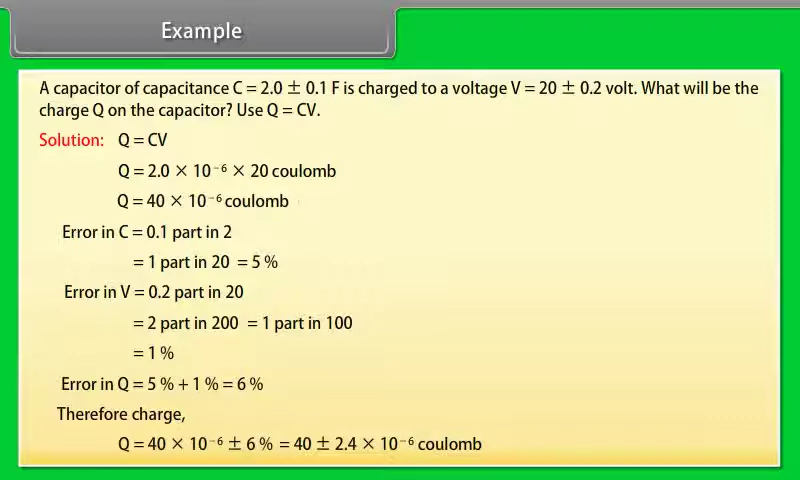 Example
A capacitor of capacitance C = 2.0 ± 0.1 F is charged to a voltage V = 20 ± 0.2 volt. What will be the
charge Q on the capacitor? Use Q = CV.
Solution: Q = CV
Q = 2.0 × 10⁻⁶ × 20 coulomb
Q = 40 × 10⁻⁶ coulomb
Error in C = 0.1 part in 2
= 1 part in 20 = 5 %
Error in V = 0.2 part in 20
= 2 part in 200 = 1 part in 100
= 1 %
Error in Q = 5 % + 1 % = 6 %
Therefore charge,
Q = 40 × 10⁻⁶ ± 6 % = 40 ± 2.4 × 10⁻⁶ coulomb